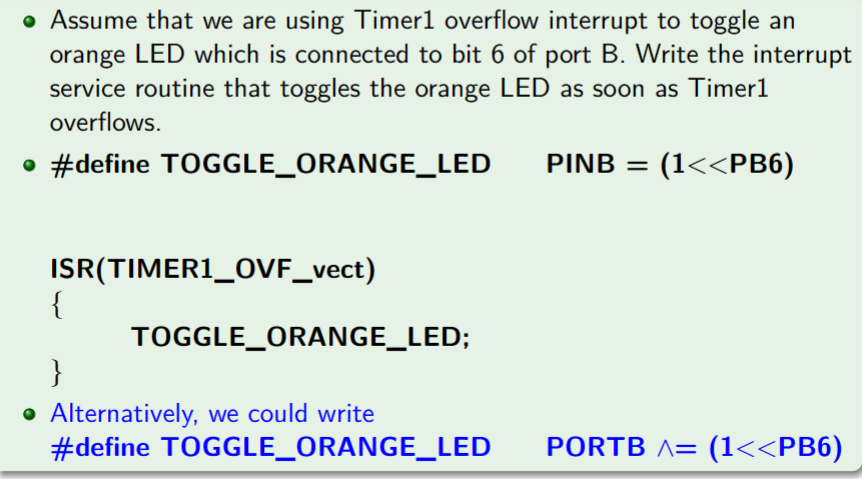 Assume that we are using Timer1 overflow interrupt to toggle an
orange LED which is connected to bit 6 of port B. Write the interrupt
service routine that toggles the orange LED as soon as Timer1
overflows.
#define TOGGLE_ORANGE_LED PINB = (1<<PB6)
ISR(TIMER1_OVF_vect)
{
TOGGLE_ORANGE_LED;
}
Alternatively, we could write
#define TOGGLE_ORANGE_LED PORTB ∧= (1<<PB6)